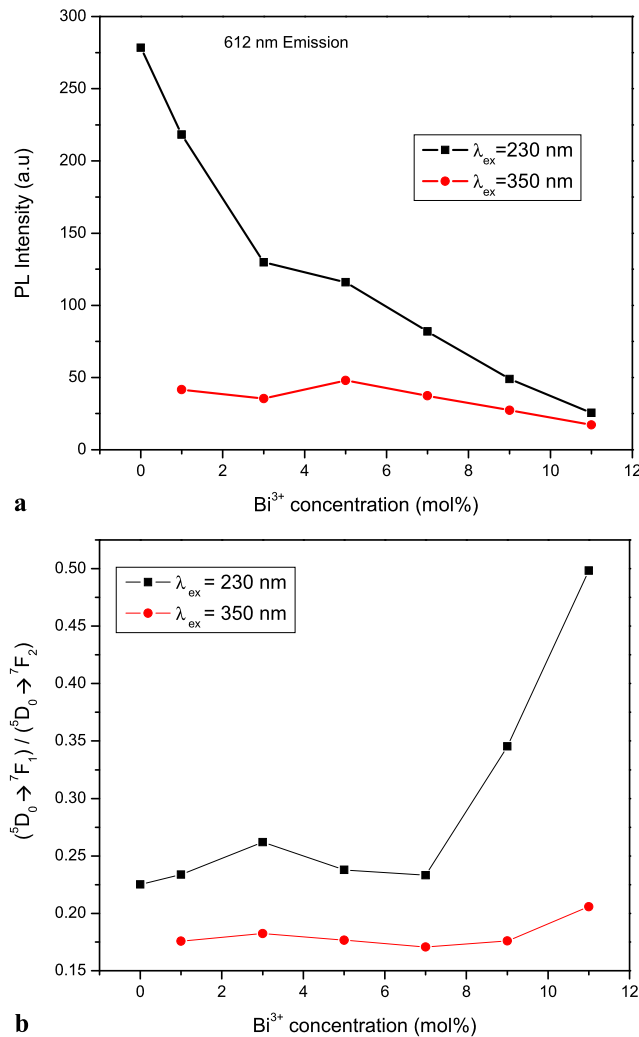 612 nm Emission
λex=230 nm
λex=350 nm
PL Intensity (a.u)
300
250
200
150
100
50
0
0 2 4 6 8 10 12
Bi³⁺ concentration (mol%)
a
λex = 230 nm
λex = 350 nm
(⁵D₀→⁷F₁) / (⁵D₀→⁷F₂)
0.50
0.45
0.40
0.35
0.30
0.25
0.20
0.15
0 2 4 6 8 10 12
Bi³⁺ concentration (mol%)
b